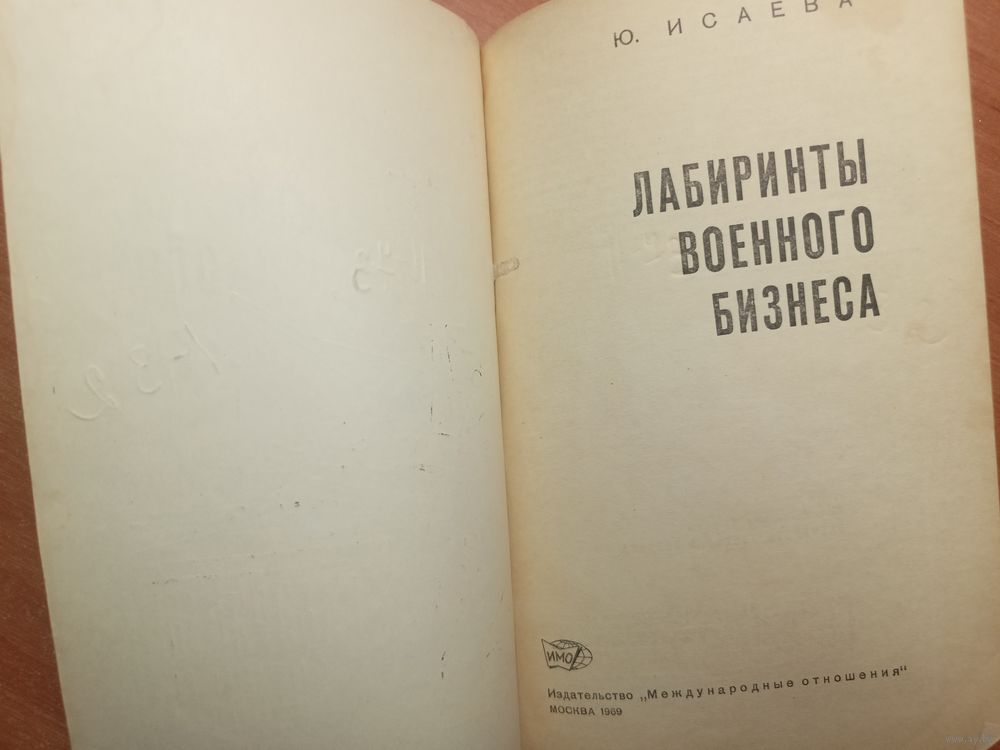 Ю. ИСАЕВА
ЛАБИРИНТЫ
ВОЕННОГО
БИЗНЕСА
ИМО
Издательство „Международные отношения“
МОСКВА 1969